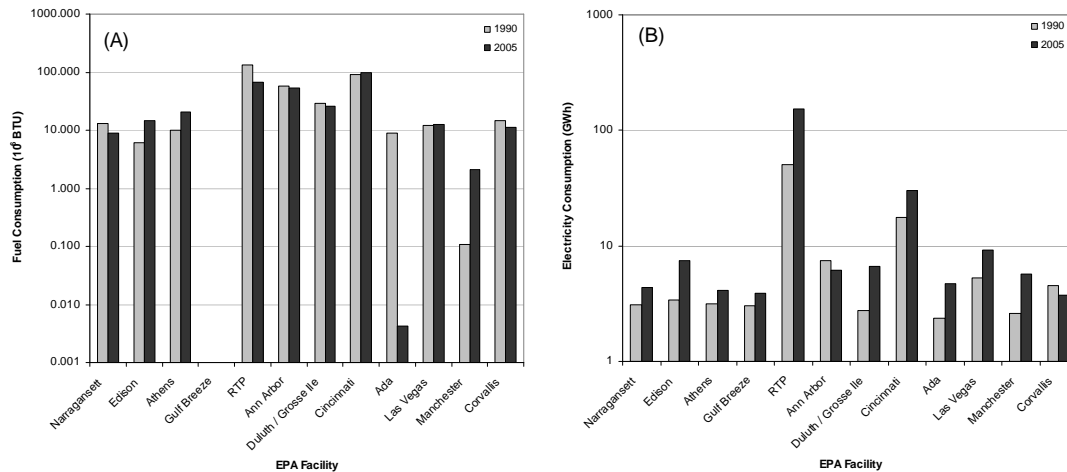 (A)
1990
2005
Fuel Consumption (10⁶ BTU)
1000.000
100.000
10.000
1.000
0.100
0.010
0.001
Narragansett
Edison
Athens
Gulf Breeze
RTP
Ann Arbor
Duluth / Grosse Ile
Cincinnati
Ada
Las Vegas
Manchester
Corvallis
EPA Facility
(B)
1990
2005
Electricity Consumption (GWh)
1000
100
10
1
Narragansett
Edison
Athens
Gulf Breeze
RTP
Ann Arbor
Duluth / Grosse Ile
Cincinnati
Ada
Las Vegas
Manchester
Corvallis
EPA Facility